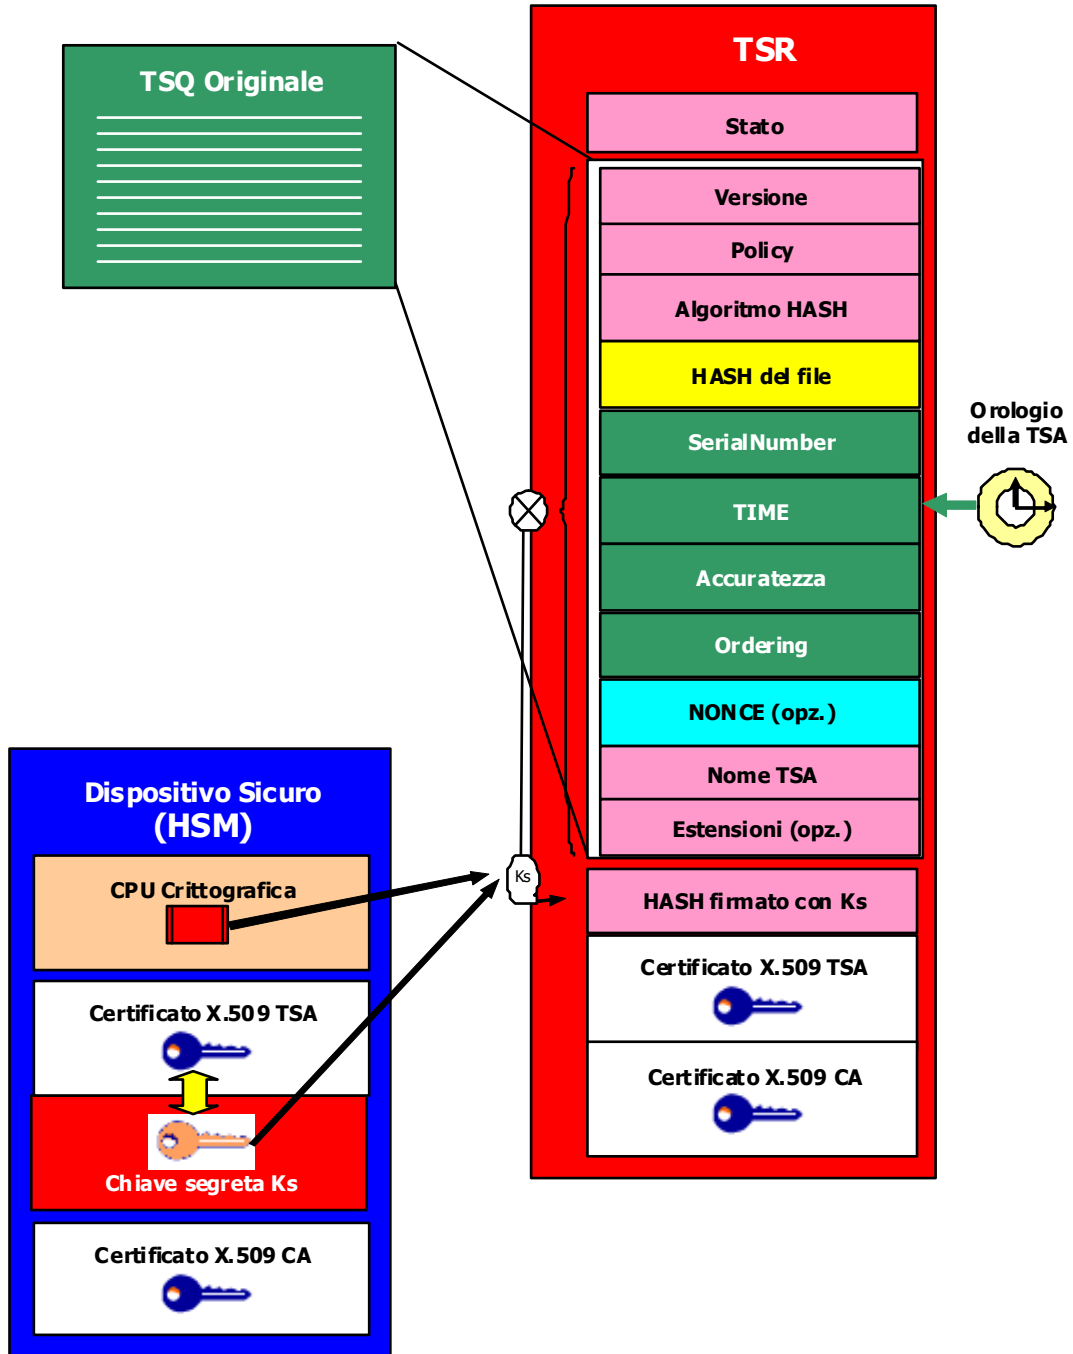 TSR
TSQ Originale
Stato
Versione
Policy
Algoritmo HASH
HASH del file
SerialNumber
TIME
Accuratezza
Ordering
NONCE (opz.)
Nome TSA
Estensioni (opz.)
Orologio
della TSA
Dispositivo Sicuro
(HSM)
CPU Crittografica
Certificato X.509 TSA
Chiave segreta Ks
Certificato X.509 CA
Ks
HASH firmato con Ks
Certificato X.509 TSA
Certificato X.509 CA